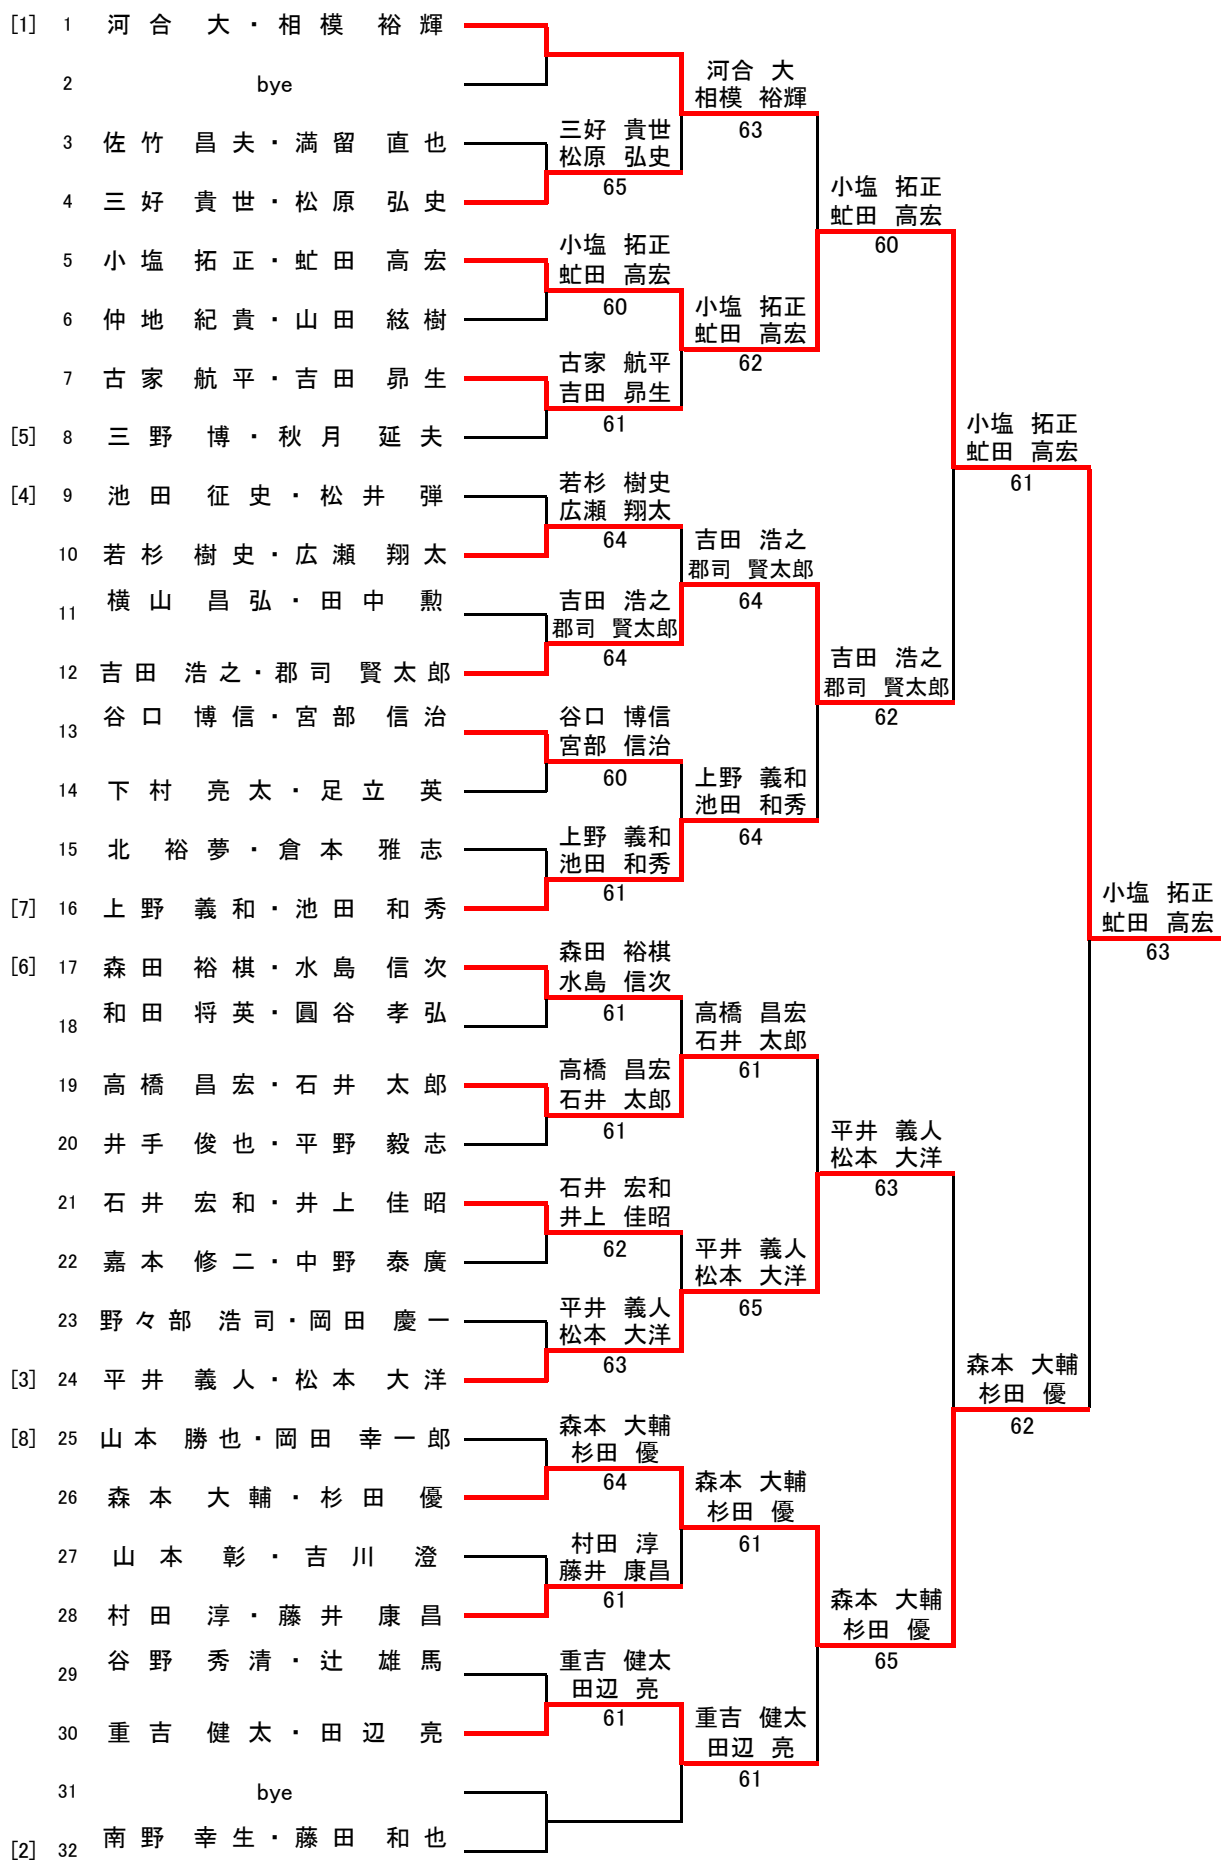 [1] 1 河合 大・相模 裕輝
2 bye
3 佐竹 昌夫・満留 直也
4 三好 貴世・松原 弘史
5 小塩 拓正・虻田 高宏
6 仲地 紀貴・山田 絃樹
7 古家 航平・吉田 昴生
[5] 8 三野 博・秋月 延夫
[4] 9 池田 征史・松井 弾
10 若杉 樹史・広瀬 翔太
11 横山 昌弘・田中 勲
12 吉田 浩之・郡司 賢太郎
13 谷口 博信・宮部 信治
14 下村 亮太・足立 英
15 北 裕夢・倉本 雅志
[7] 16 上野 義和・池田 和秀
[6] 17 森田 裕棋・水島 信次
18 和田 将英・圓谷 孝弘
19 高橋 昌宏・石井 太郎
20 井手 俊也・平野 毅志
21 石井 宏和・井上 佳昭
22 嘉本 修二・中野 泰廣
23 野々部 浩司・岡田 慶一
[3] 24 平井 義人・松本 大洋
[8] 25 山本 勝也・岡田 幸一郎
26 森本 大輔・杉田 優
27 山本 彰・吉川 澄
28 村田 淳・藤井 康昌
29 谷野 秀清・辻 雄馬
30 重吉 健太・田辺 亮
31 bye
[2] 32 南野 幸生・藤田 和也
三好 貴世
松原 弘史
65
小塩 拓正
虻田 高宏
60
古家 航平
吉田 昴生
61
若杉 樹史
広瀬 翔太
64
吉田 浩之
郡司 賢太郎
64
谷口 博信
宮部 信治
60
上野 義和
池田 和秀
61
森田 裕棋
水島 信次
61
高橋 昌宏
石井 太郎
61
石井 宏和
井上 佳昭
62
平井 義人
松本 大洋
63
森本 大輔
杉田 優
64
村田 淳
藤井 康昌
61
重吉 健太
田辺 亮
61
河合 大
相模 裕輝
63
小塩 拓正
虻田 高宏
62
吉田 浩之
郡司 賢太郎
64
上野 義和
池田 和秀
64
高橋 昌宏
石井 太郎
61
平井 義人
松本 大洋
65
森本 大輔
杉田 優
61
重吉 健太
田辺 亮
61
小塩 拓正
虻田 高宏
60
吉田 浩之
郡司 賢太郎
62
平井 義人
松本 大洋
63
森本 大輔
杉田 優
65
小塩 拓正
虻田 高宏
61
森本 大輔
杉田 優
62
小塩 拓正
虻田 高宏
63